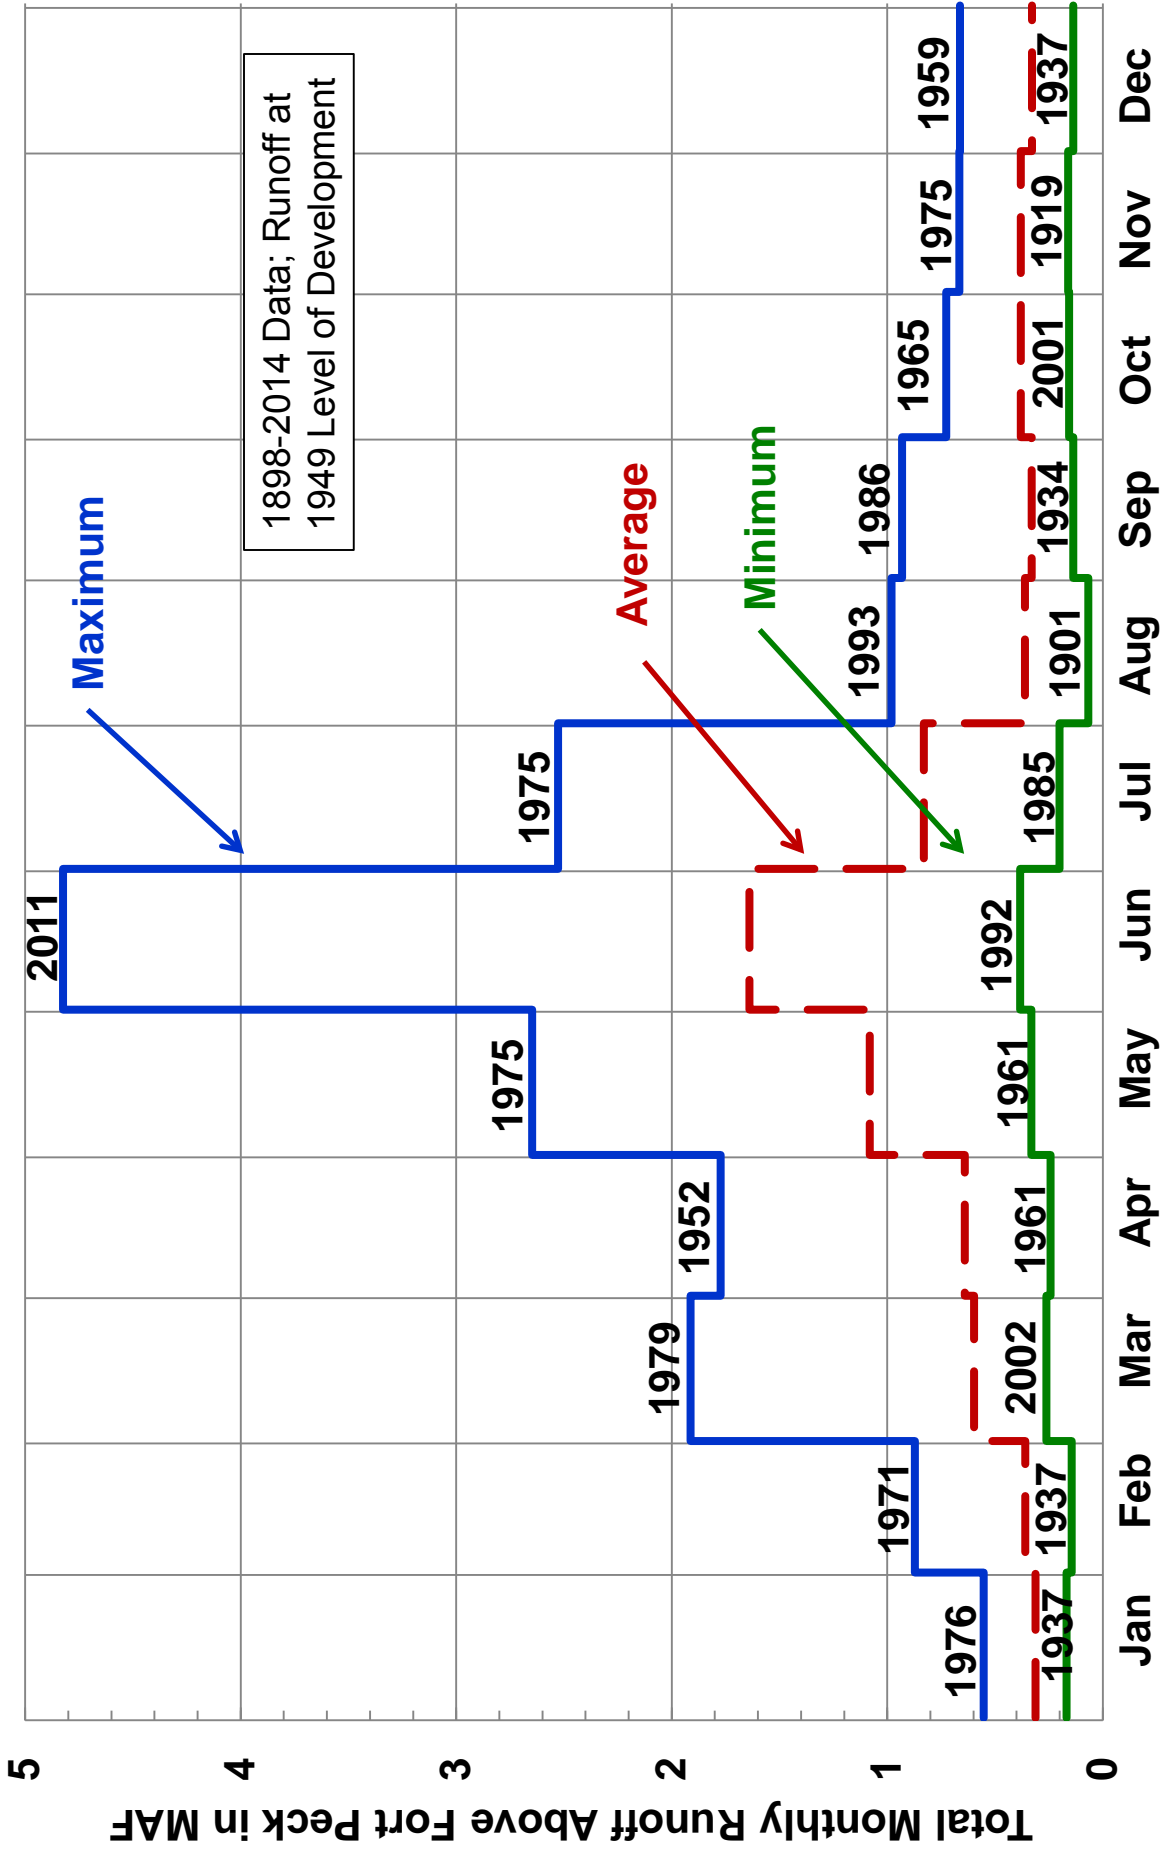 Total Monthly Runoff Above Fort Peck in MAF
5
4
3
2
1
0
1898-2014 Data; Runoff at
1949 Level of Development
Maximum
Average
Minimum
1976
1971
1979
1952
1975
2011
1975
1993
1986
1965
1975
1959
1937
1937
2002
1961
1961
1992
1985
1901
1934
2001
1919
1937
Jan
Feb
Mar
Apr
May
Jun
Jul
Aug
Sep
Oct
Nov
Dec